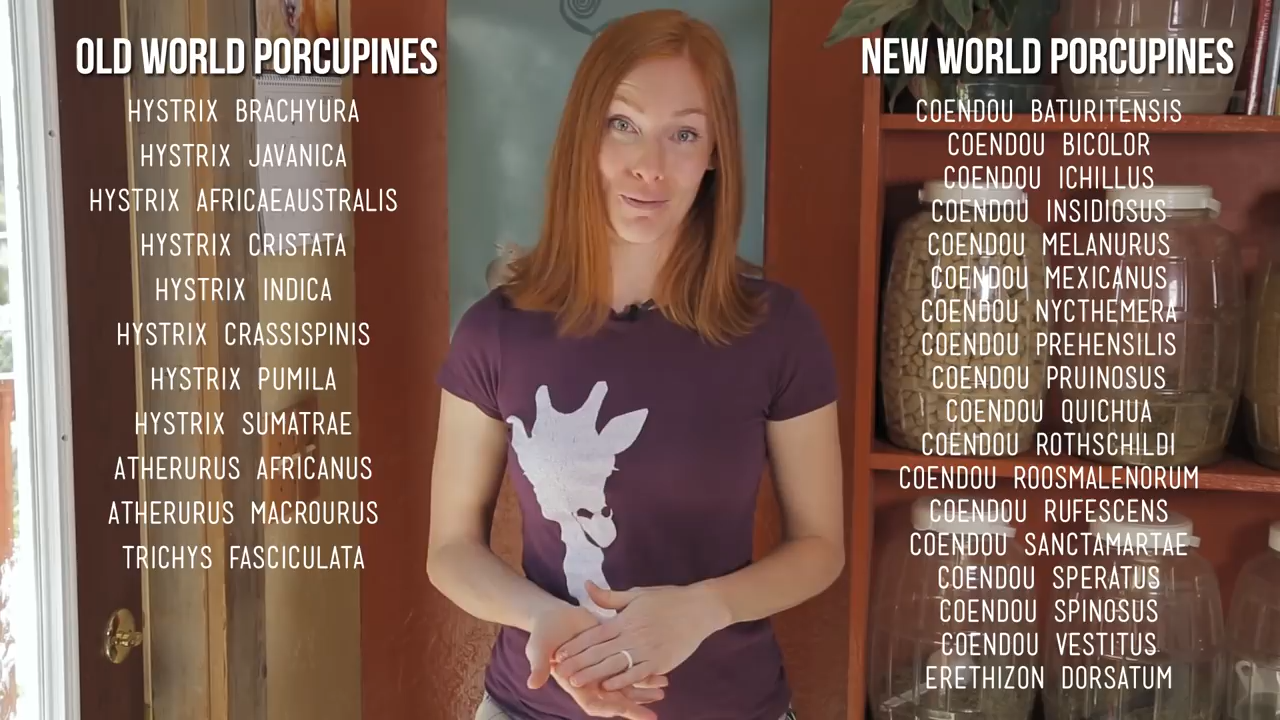 OLD WORLD PORCUPINES
HYSTRIX BRACHYURA
HYSTRIX JAVANICA
HYSTRIX AFRICAEAUSTRALIS
HYSTRIX CRISTATA
HYSTRIX INDICA
HYSTRIX CRASSISPINIS
HYSTRIX PUMILA
HYSTRIX SUMATRAE
ATHERURUS AFRICANUS
ATHERURUS MACROURUS
TRICHYS FASCICULATA
NEW WORLD PORCUPINES
COENDOU BATURITENSIS
COENDOU BICOLOR
COENDOU ICHILLUS
COENDOU INSIDIOSUS
COENDOU MELANURUS
COENDOU MEXICANUS
COENDOU NYCTHEMERA
COENDOU PREHENSILIS
COENDOU PRUINOSUS
COENDOU QUICHUA
COENDOU ROTHSCHILDI
COENDOU ROOSMALENORUM
COENDOU RUFESCENS
COENDOU SANCTAMARTAE
COENDOU SPERATUS
COENDOU SPINOSUS
COENDOU VESTITUS
ERETHIZON DORSATUM